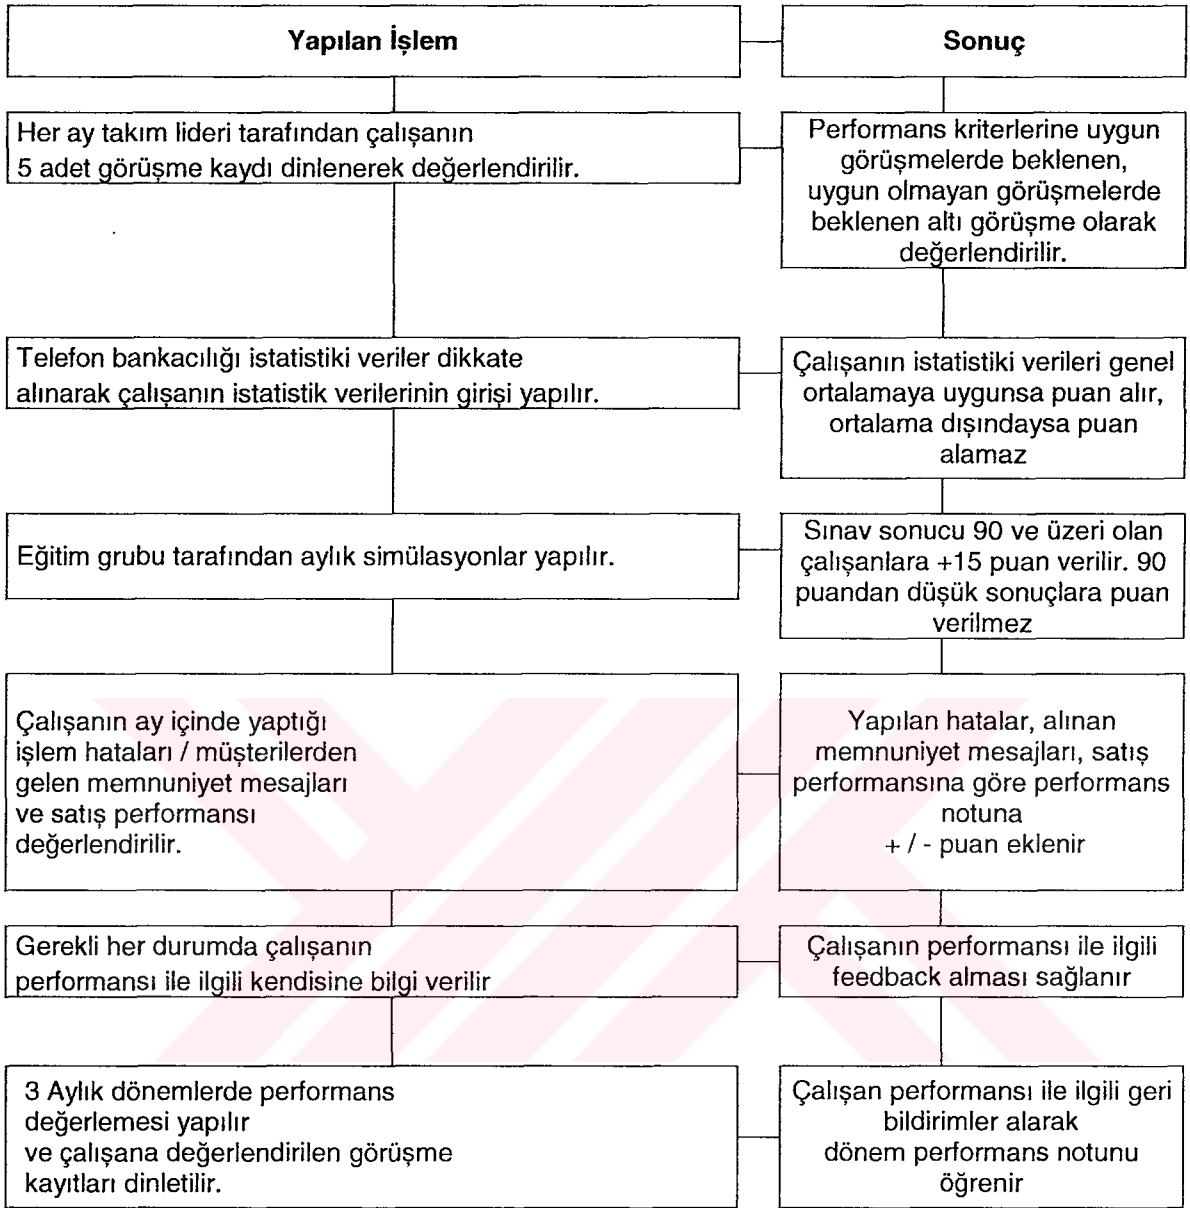 Yapılan İşlem
Sonuç
Her ay takım lideri tarafından çalışanın
5 adet görüşme kaydı dinlenerek değerlendirilir.
Performans kriterlerine uygun
görüşmelerde beklenen,
uygun olmayan görüşmelerde
beklenen altı görüşme olarak
değerlendirilir.
Telefon bankacılığı istatistiki veriler dikkate
alınarak çalışanın istatistik verilerinin girişi yapılır.
Çalışanın istatistiki verileri genel
ortalamaya uygunsa puan alır,
ortalama dışındaysa puan
alamaz
Eğitim grubu tarafından aylık simülasyonlar yapılır.
Sınav sonucu 90 ve üzeri olan
çalışanlara +15 puan verilir. 90
puandan düşük sonuçlara puan
verilmez
Çalışanın ay içinde yaptığı
işlem hataları / müşterilerden
gelen memnuniyet mesajları
ve satış performansı
değerlendirilir.
Yapılan hatalar, alınan
memnuniyet mesajları, satış
performansına göre performans
notuna
+ / - puan eklenir
Gerekli her durumda çalışanın
performansı ile ilgili kendisine bilgi verilir
Çalışanın performansı ile ilgili
feedback alması sağlanır
3 Aylık dönemlerde performans
değerlemesi yapılır
ve çalışana değerlendirilen görüşme
kayıtları dinletilir.
Çalışan performansı ile ilgili geri
bildirimler alarak
dönem performans notunu
öğrenir